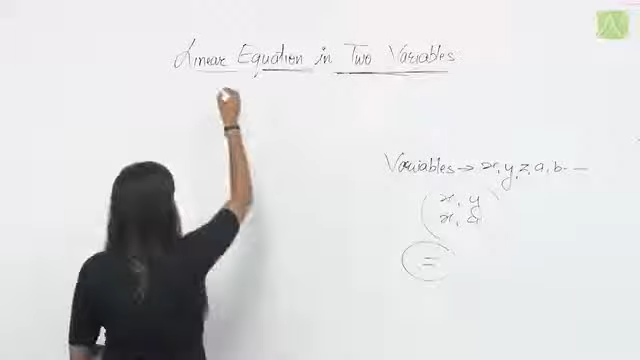 Linear Equation in Two Variables
Variables → x, y, z, a, b —
x, y
x, a
=